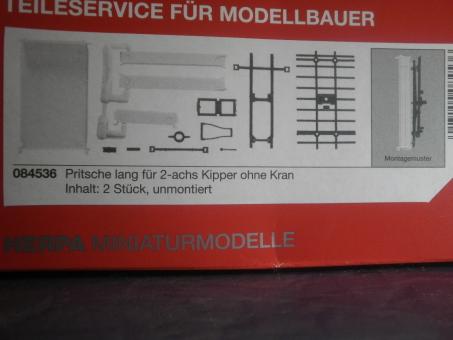 TEILESERVICE FÜR MODELLBAUER
Montagemuster
084536 Pritsche lang für 2-achs Kipper ohne Kran
Inhalt: 2 Stück, unmontiert
HERPA MINIATURMODELLE